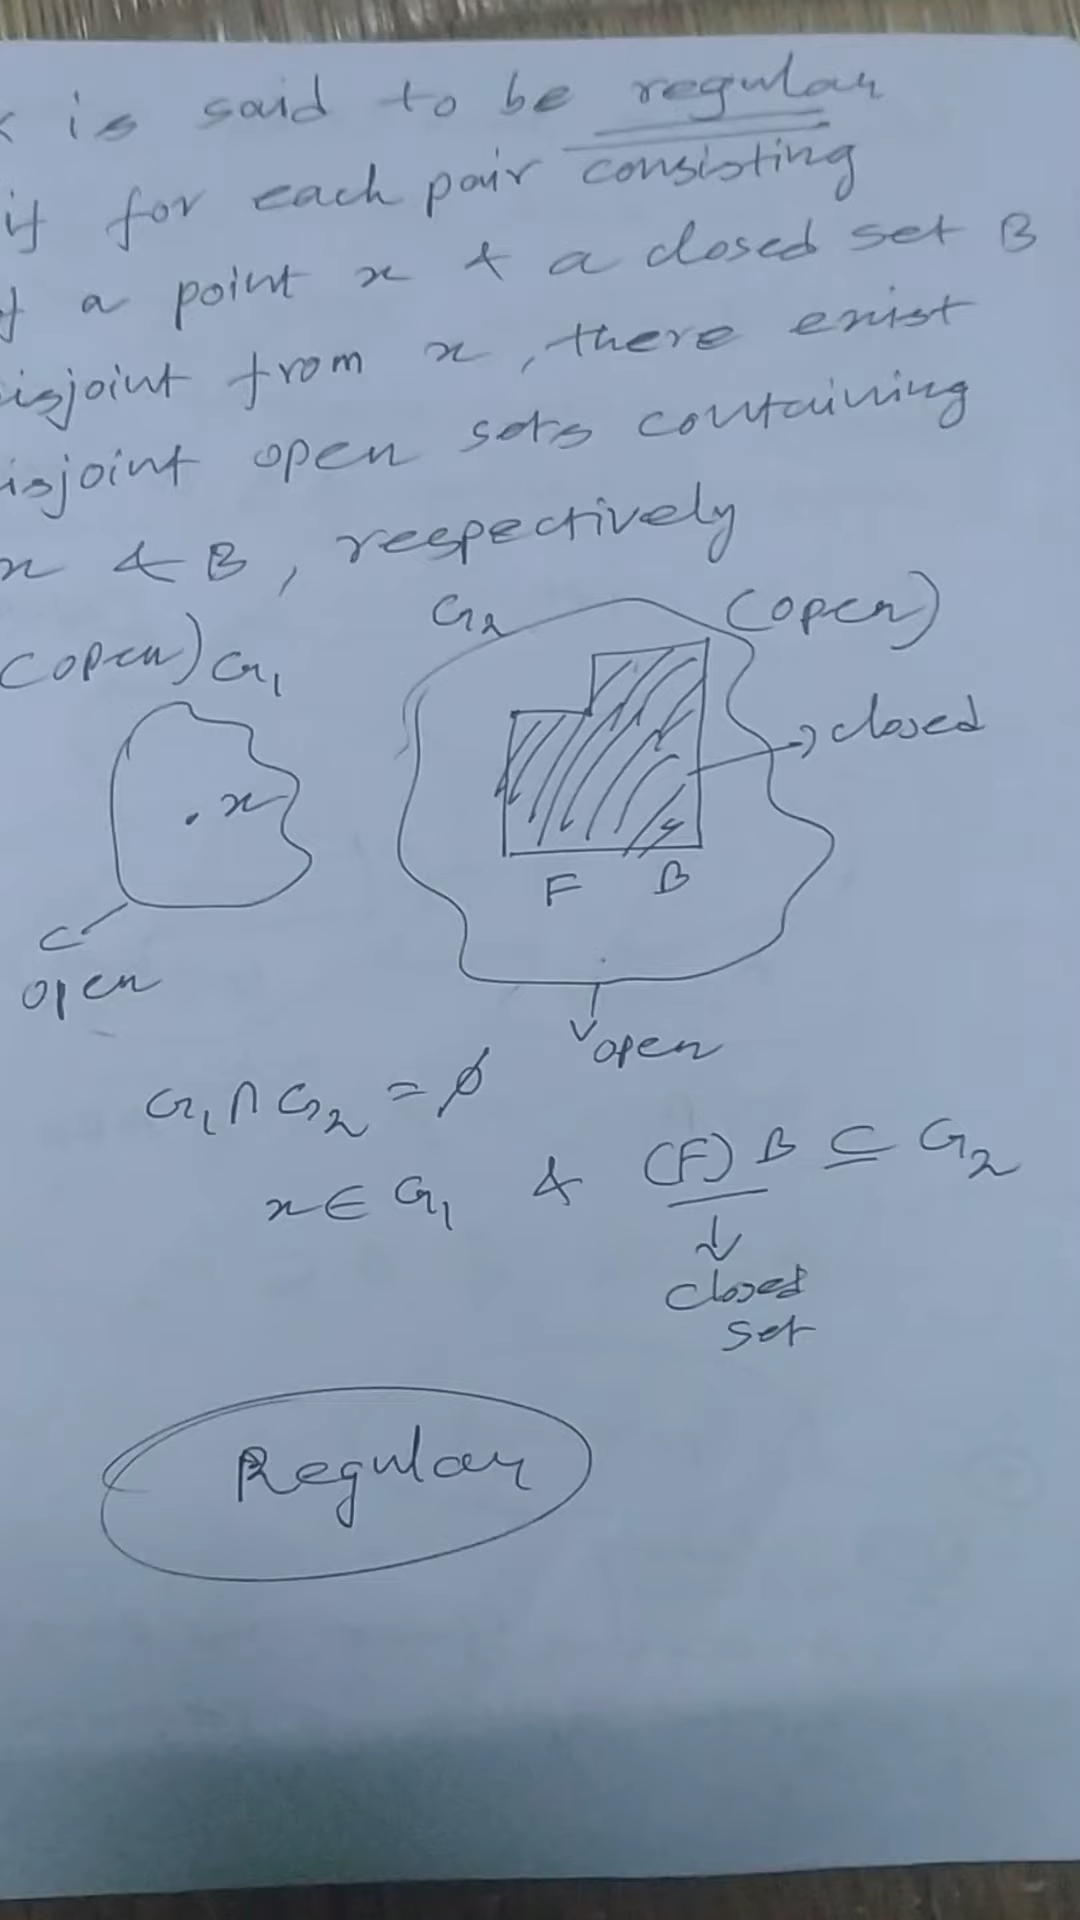 x is said to be regular
if for each pair consisting
a point x & a closed set B
isjoint from x, there exist
isjoint open sets containing
x & B, respectively
(open) G₁
G₂ (open)
closed
. x
F B
open
open
G₁ ∩ G₂ = ∅
x ∈ G₁ & (F) B ⊆ G₂
closed
set
Regular